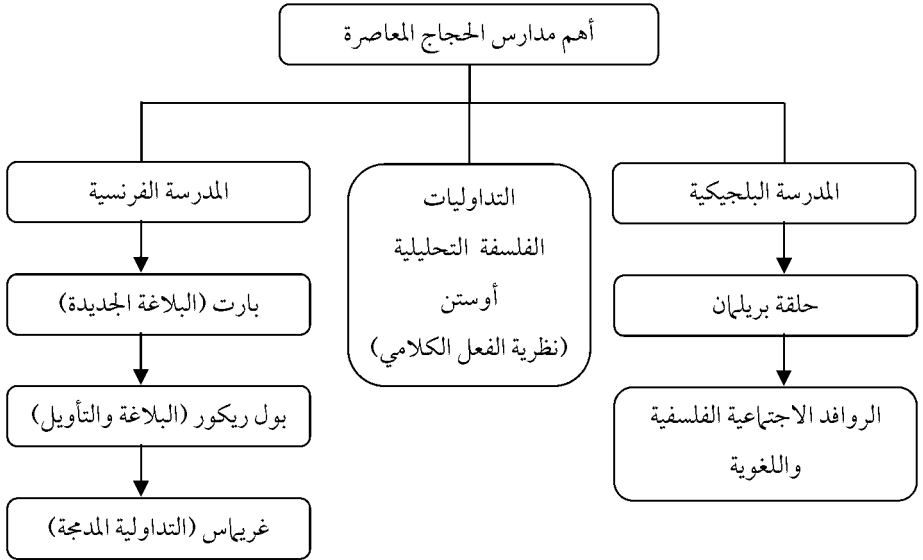 أهم مدارس الحجاج المعاصرة
المدرسة البلجيكية
حلقة بريلمان
الروافد الاجتماعية الفلسفية
واللغوية
التداوليات
الفلسفة التحليلية
أوستن
(نظرية الفعل الكلامي)
المدرسة الفرنسية
بارت (البلاغة الجديدة)
بول ريكور (البلاغة والتأويل)
غريماس (التداولية المدمجة)